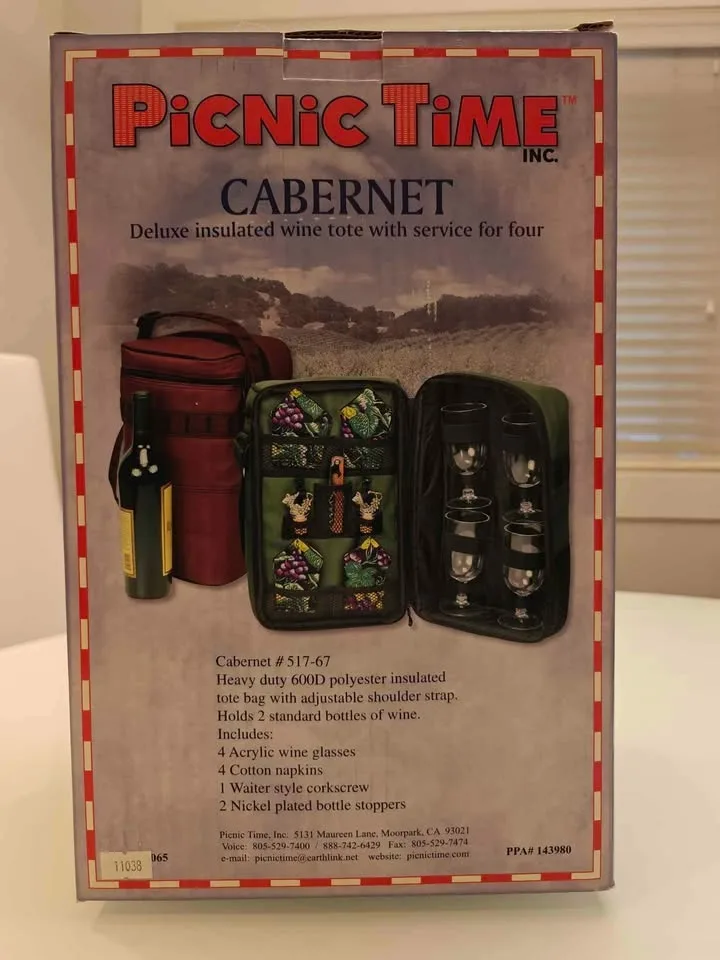 PiCNiC TiME™
INC.
CABERNET
Deluxe insulated wine tote with service for four
Cabernet # 517-67
Heavy duty 600D polyester insulated
tote bag with adjustable shoulder strap.
Holds 2 standard bottles of wine.
Includes:
4 Acrylic wine glasses
4 Cotton napkins
1 Waiter style corkscrew
2 Nickel plated bottle stoppers
Picnic Time, Inc. 5131 Maureen Lane, Moorpark, CA 93021
Voice: 805-529-7400 / 888-742-6429 Fax: 805-529-7474
e-mail: picnictime@earthlink.net website: picnictime.com
11038 065
PPA# 143980